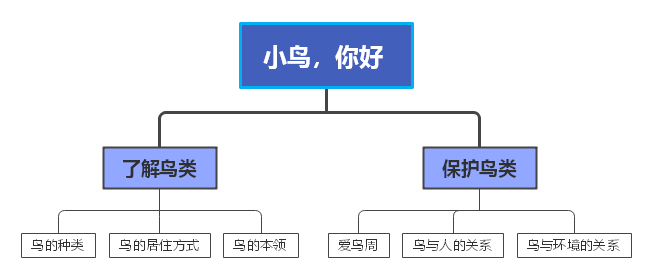 小鸟，你好
了解鸟类
保护鸟类
鸟的种类
鸟的居住方式
鸟的本领
爱鸟周
鸟与人的关系
鸟与环境的关系